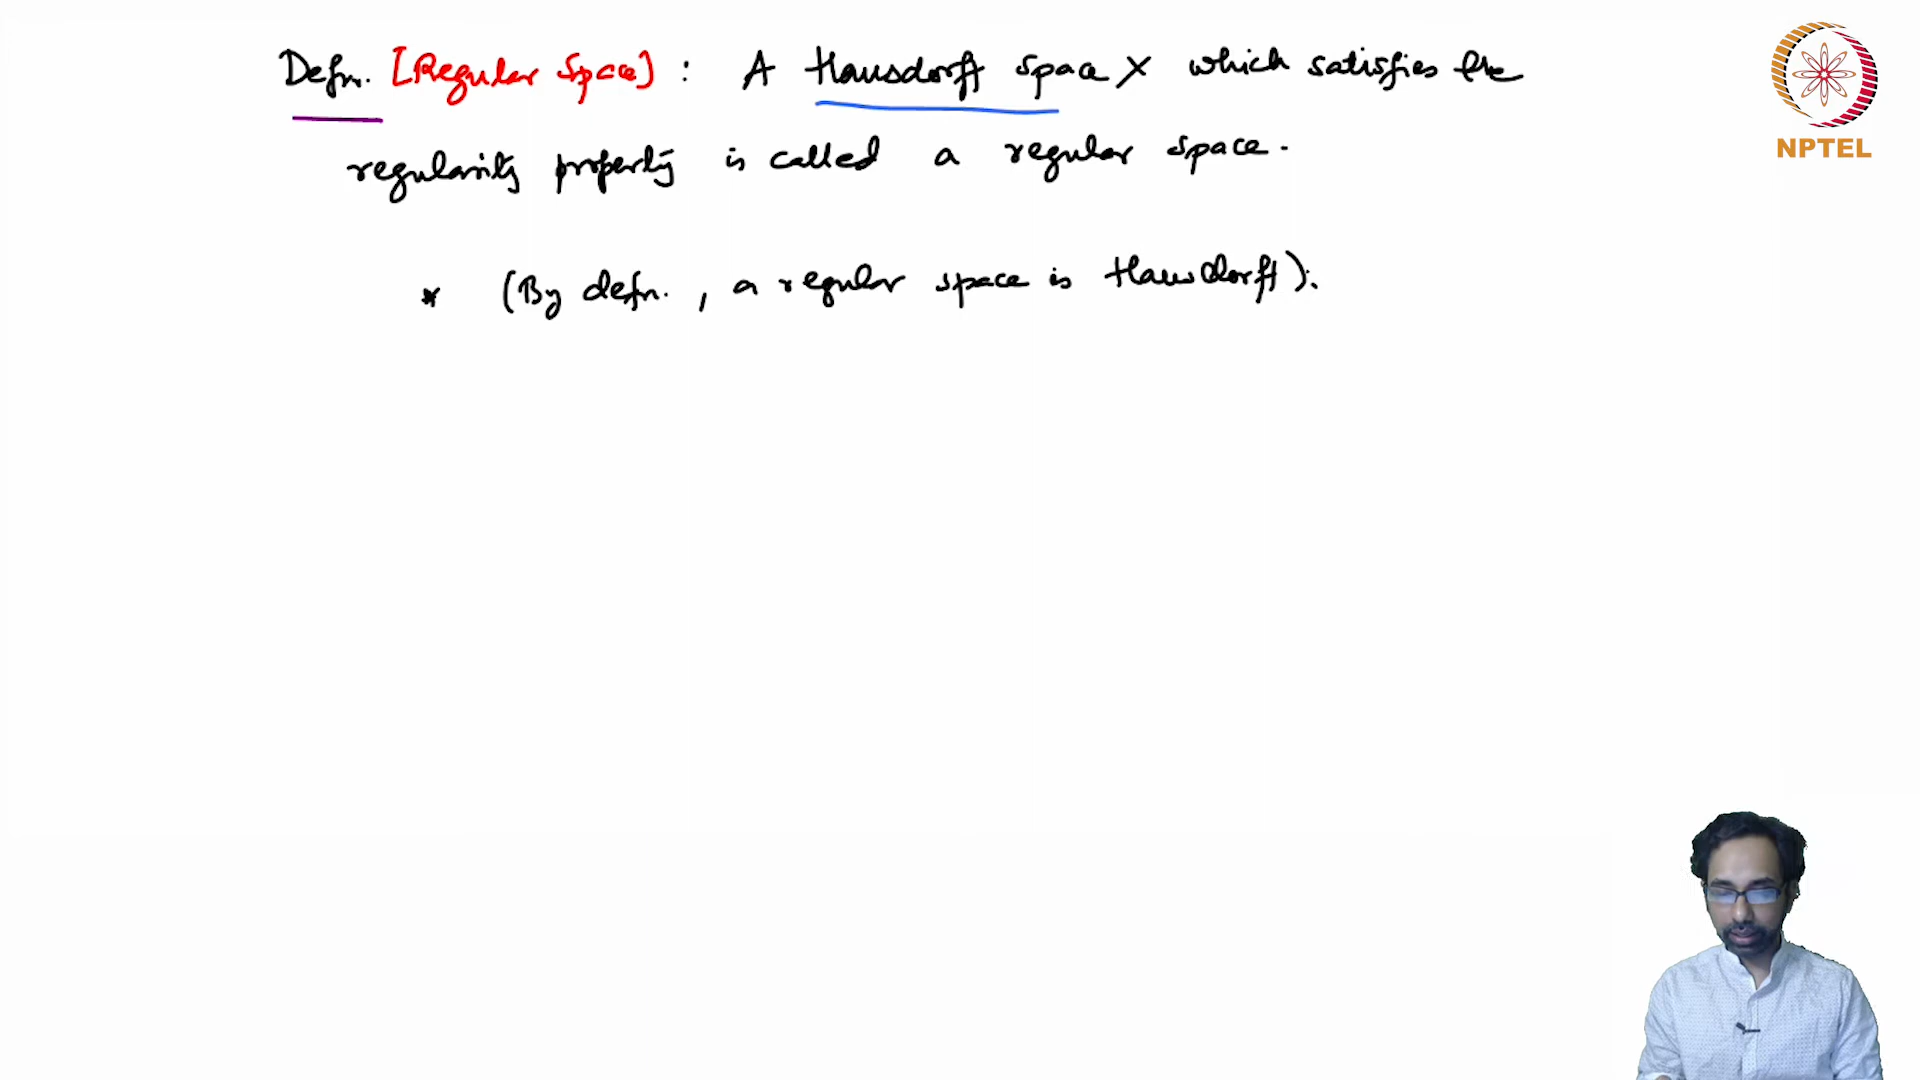 Defn. [Regular Space] : A Hausdorff space X which satisfies the
regularity property is called a regular space.
* (By defn., a regular space is Hausdorff).
NPTEL